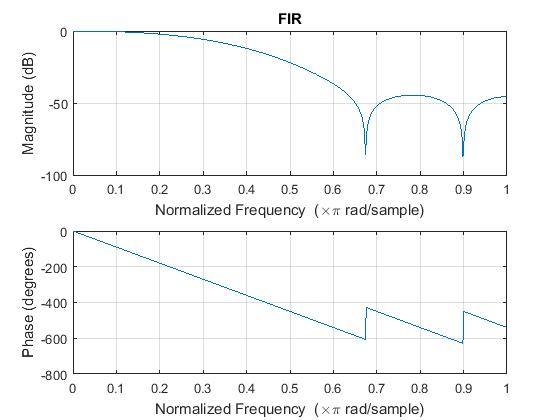 FIR
0
-50
-100
Magnitude (dB)
0 0.1 0.2 0.3 0.4 0.5 0.6 0.7 0.8 0.9 1
Normalized Frequency (×π rad/sample)
0
-200
-400
-600
-800
Phase (degrees)
0 0.1 0.2 0.3 0.4 0.5 0.6 0.7 0.8 0.9 1
Normalized Frequency (×π rad/sample)